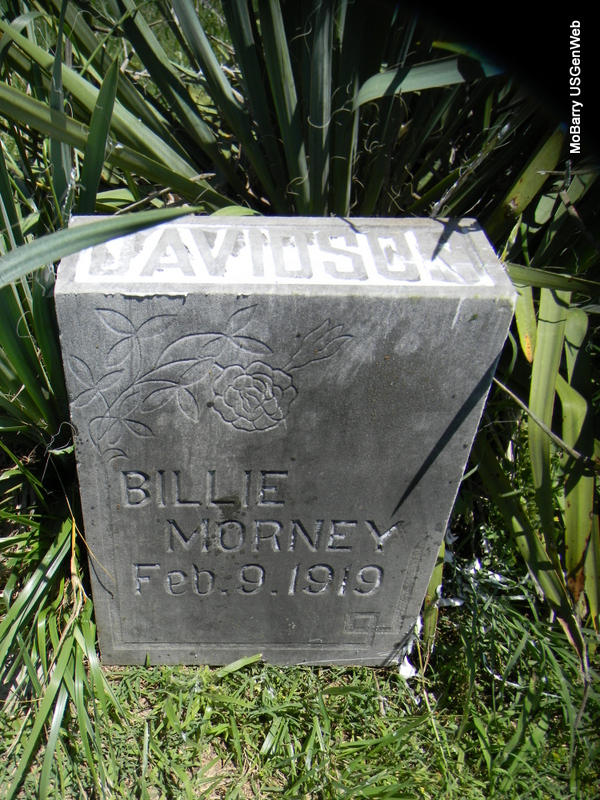 DAVIDSON
BILLIE
MORNEY
Feb. 9. 1919
MoBarry USGenWeb